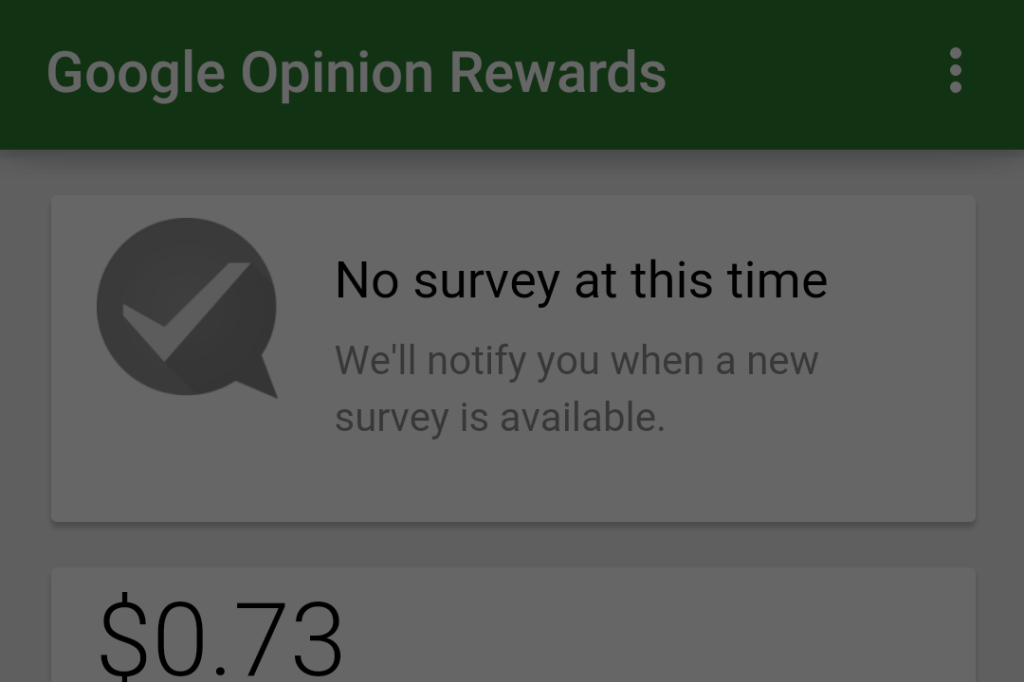 Google Opinion Rewards
No survey at this time
We'll notify you when a new
survey is available.
$0.73